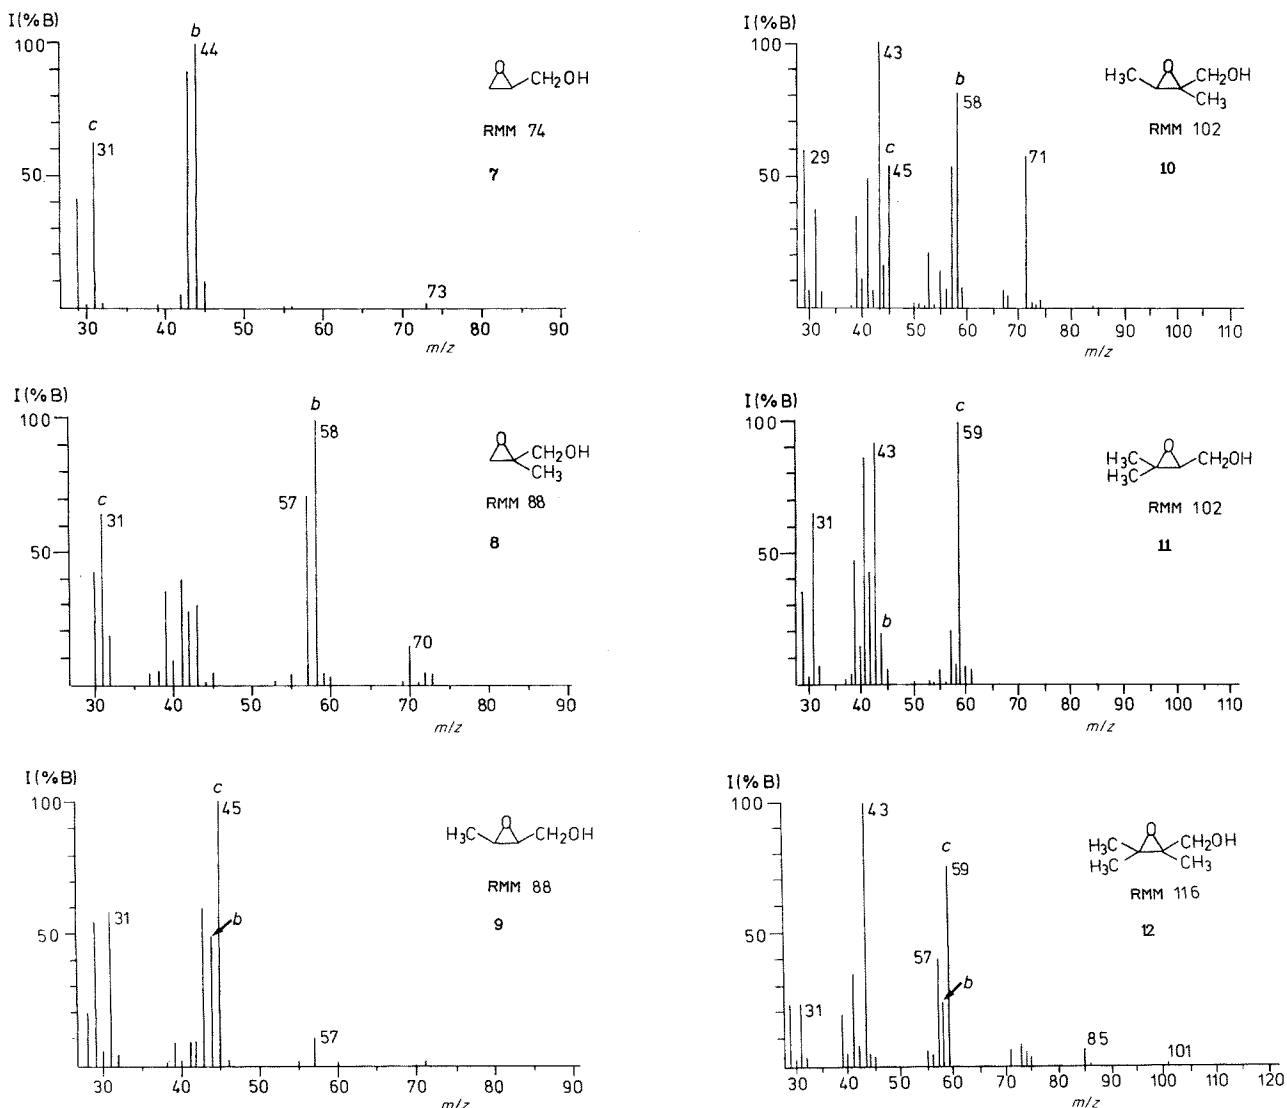 I(%B)
100
50
b
44
c
31
73
30 40 50 60 70 80 90
m/z
O
CH2OH
RMM 74
7
I(%B)
100
50
43
b
58
c
45
29
71
30 40 50 60 70 80 90 100 110
m/z
O
H3C
CH2OH
CH3
RMM 102
10
I(%B)
100
50
b
58
57
c
31
70
30 40 50 60 70 80 90
m/z
O
CH2OH
CH3
RMM 88
8
I(%B)
100
50
c
59
43
31
b
30 40 50 60 70 80 90 100 110
m/z
O
H3C
H3C
CH2OH
RMM 102
11
I(%B)
100
50
c
45
31
b
57
30 40 50 60 70 80 90
m/z
O
H3C
CH2OH
RMM 88
9
I(%B)
100
50
43
c
59
57
b
31
85
101
30 40 50 60 70 80 90 100 110 120
m/z
O
H3C
H3C
CH2OH
CH3
RMM 116
12